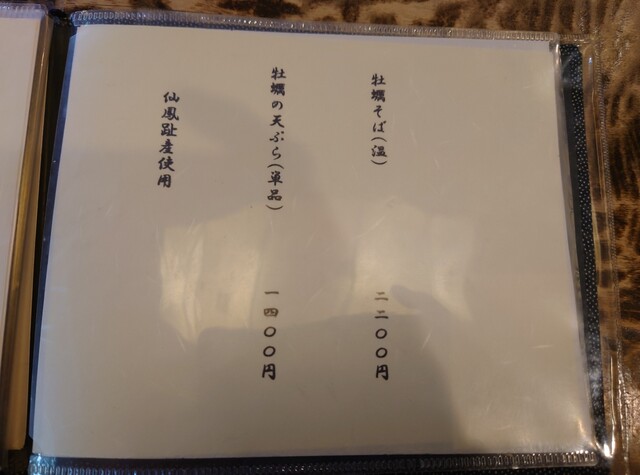 牡蠣そば(温) 二二〇〇円
牡蠣の天ぷら(単品) 一四〇〇円
仙鳳趾産使用